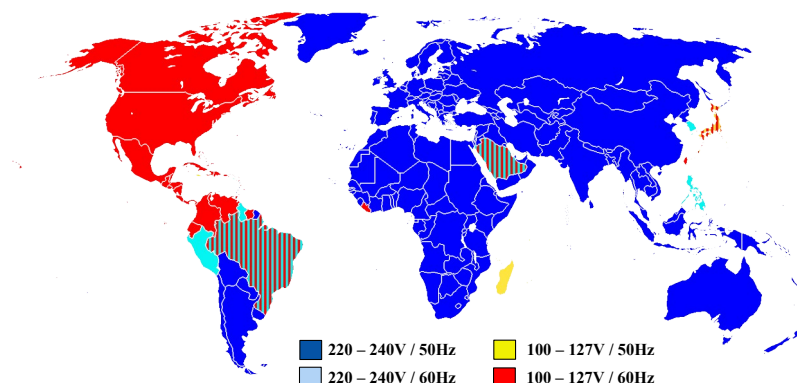 220 – 240V / 50Hz
100 – 127V / 50Hz
220 – 240V / 60Hz
100 – 127V / 60Hz